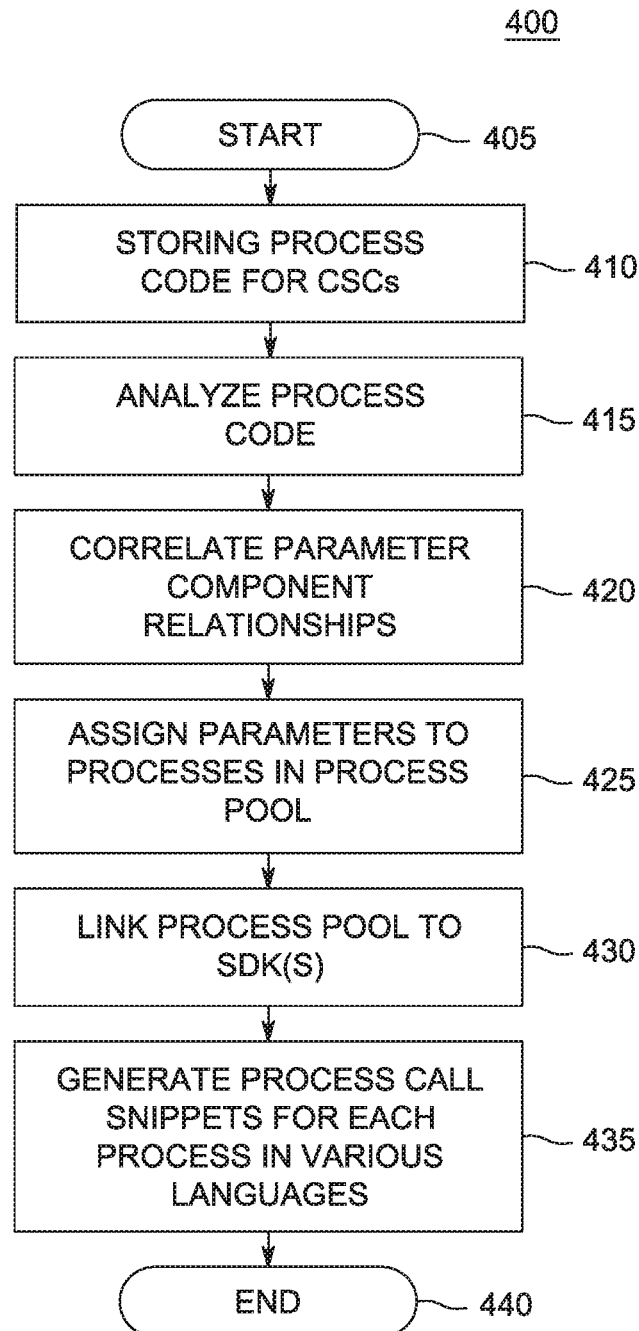 400
START
405
STORING PROCESS
CODE FOR CSCs
410
ANALYZE PROCESS
CODE
415
CORRELATE PARAMETER
COMPONENT
RELATIONSHIPS
420
ASSIGN PARAMETERS TO
PROCESSES IN PROCESS
POOL
425
LINK PROCESS POOL TO
SDK(S)
430
GENERATE PROCESS CALL
SNIPPETS FOR EACH
PROCESS IN VARIOUS
LANGUAGES
435
END
440